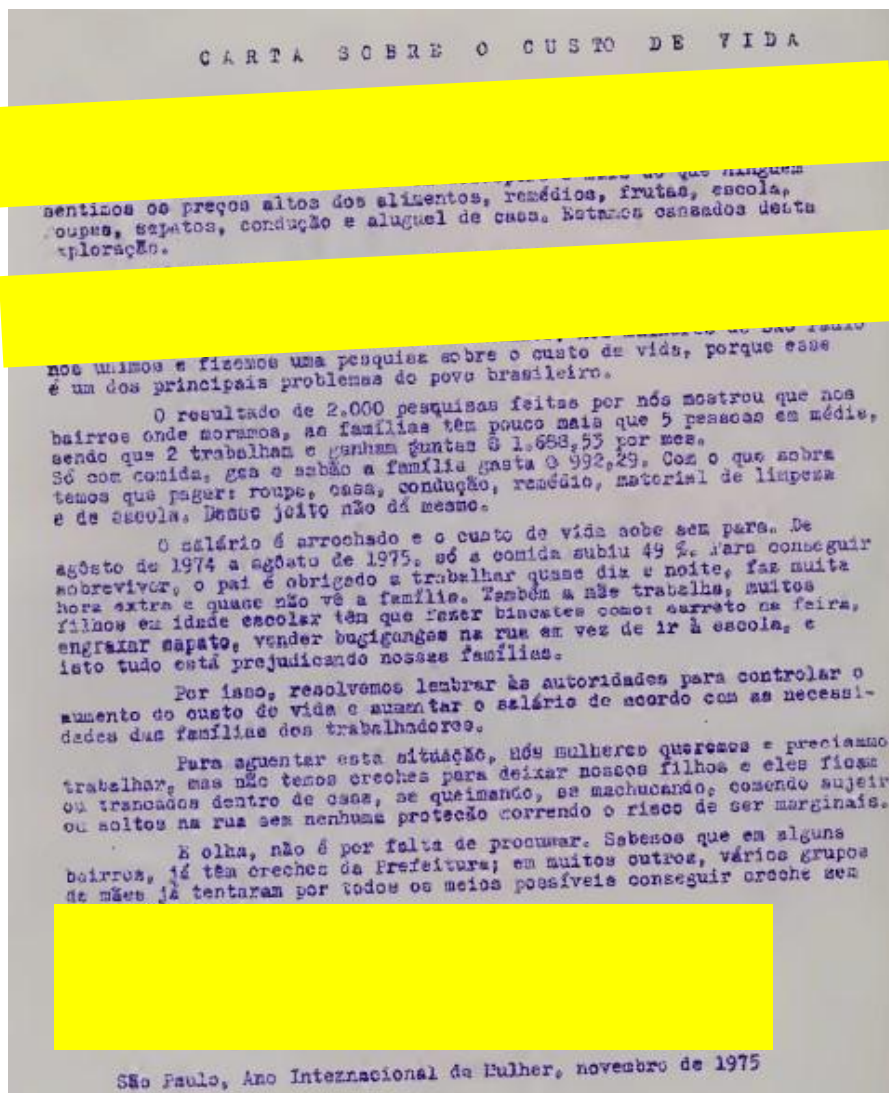 CARTA SOBRE O CUSTO DE VIDA
mais do que ninguém
sentimos os preços altos dos alimentos, remédios, frutas, escola,
oupas, sapatos, condução e aluguel de casa. Estamos cansados desta
xploração.
de São Paulo
nos unimos e fizemos uma pesquisa sobre o custo de vida, porque esse
é um dos principais problemas do povo brasileiro.
O resultado de 2.000 pesquisas feitas por nós mostrou que nos
bairros onde moramos, as famílias têm pouco mais que 5 pessoas em média,
sendo que 2 trabalham e ganham juntas 1.688,53 por mes.
Só com comida, gas e sabão a família gasta 992,29. Com o que sobra
temos que pagar: roupa, casa, condução, remédio, material de limpeza
e de escola. Desse jeito não dá mesmo.
O salário é arrochado e o custo de vida sobe sem para. De
agôsto de 1974 a agôsto de 1975, só a comida subiu 49 %. Para conseguir
sobreviver, o pai é obrigado a trabalhar quase dia e noite, faz muita
hora extra e quase não vê a família. Também a mãe trabalha, muitos
filhos em idade escolar têm que fazer biscates como: carreto na feira,
engraxar sapato, vender bugigangas na rua em vez de ir à escola, e
isto tudo está prejudicando nossas famílias.
Por isso, resolvemos lembrar às autoridades para controlar o
aumento do custo de vida e aumentar o salário de acordo com as necessi-
dades das famílias dos trabalhadores.
Para aguentar esta situação, nós mulheres queremos e precisamo
trabalhar, mas não temos creches para deixar nossos filhos e eles ficam
ou trancados dentro de casa, se queimando, se machucando, comendo sujeir
ou soltos na rua sem nenhuma proteção correndo o risco de ser marginais.
E olha, não é por falta de procurar. Sabemos que em alguns
bairros, já têm creches da Prefeitura; em muitos outros, vários grupos
de mães já tentaram por todos os meios possíveis conseguir creche sem
São Paulo, Ano Internacional da Mulher, novembro de 1975